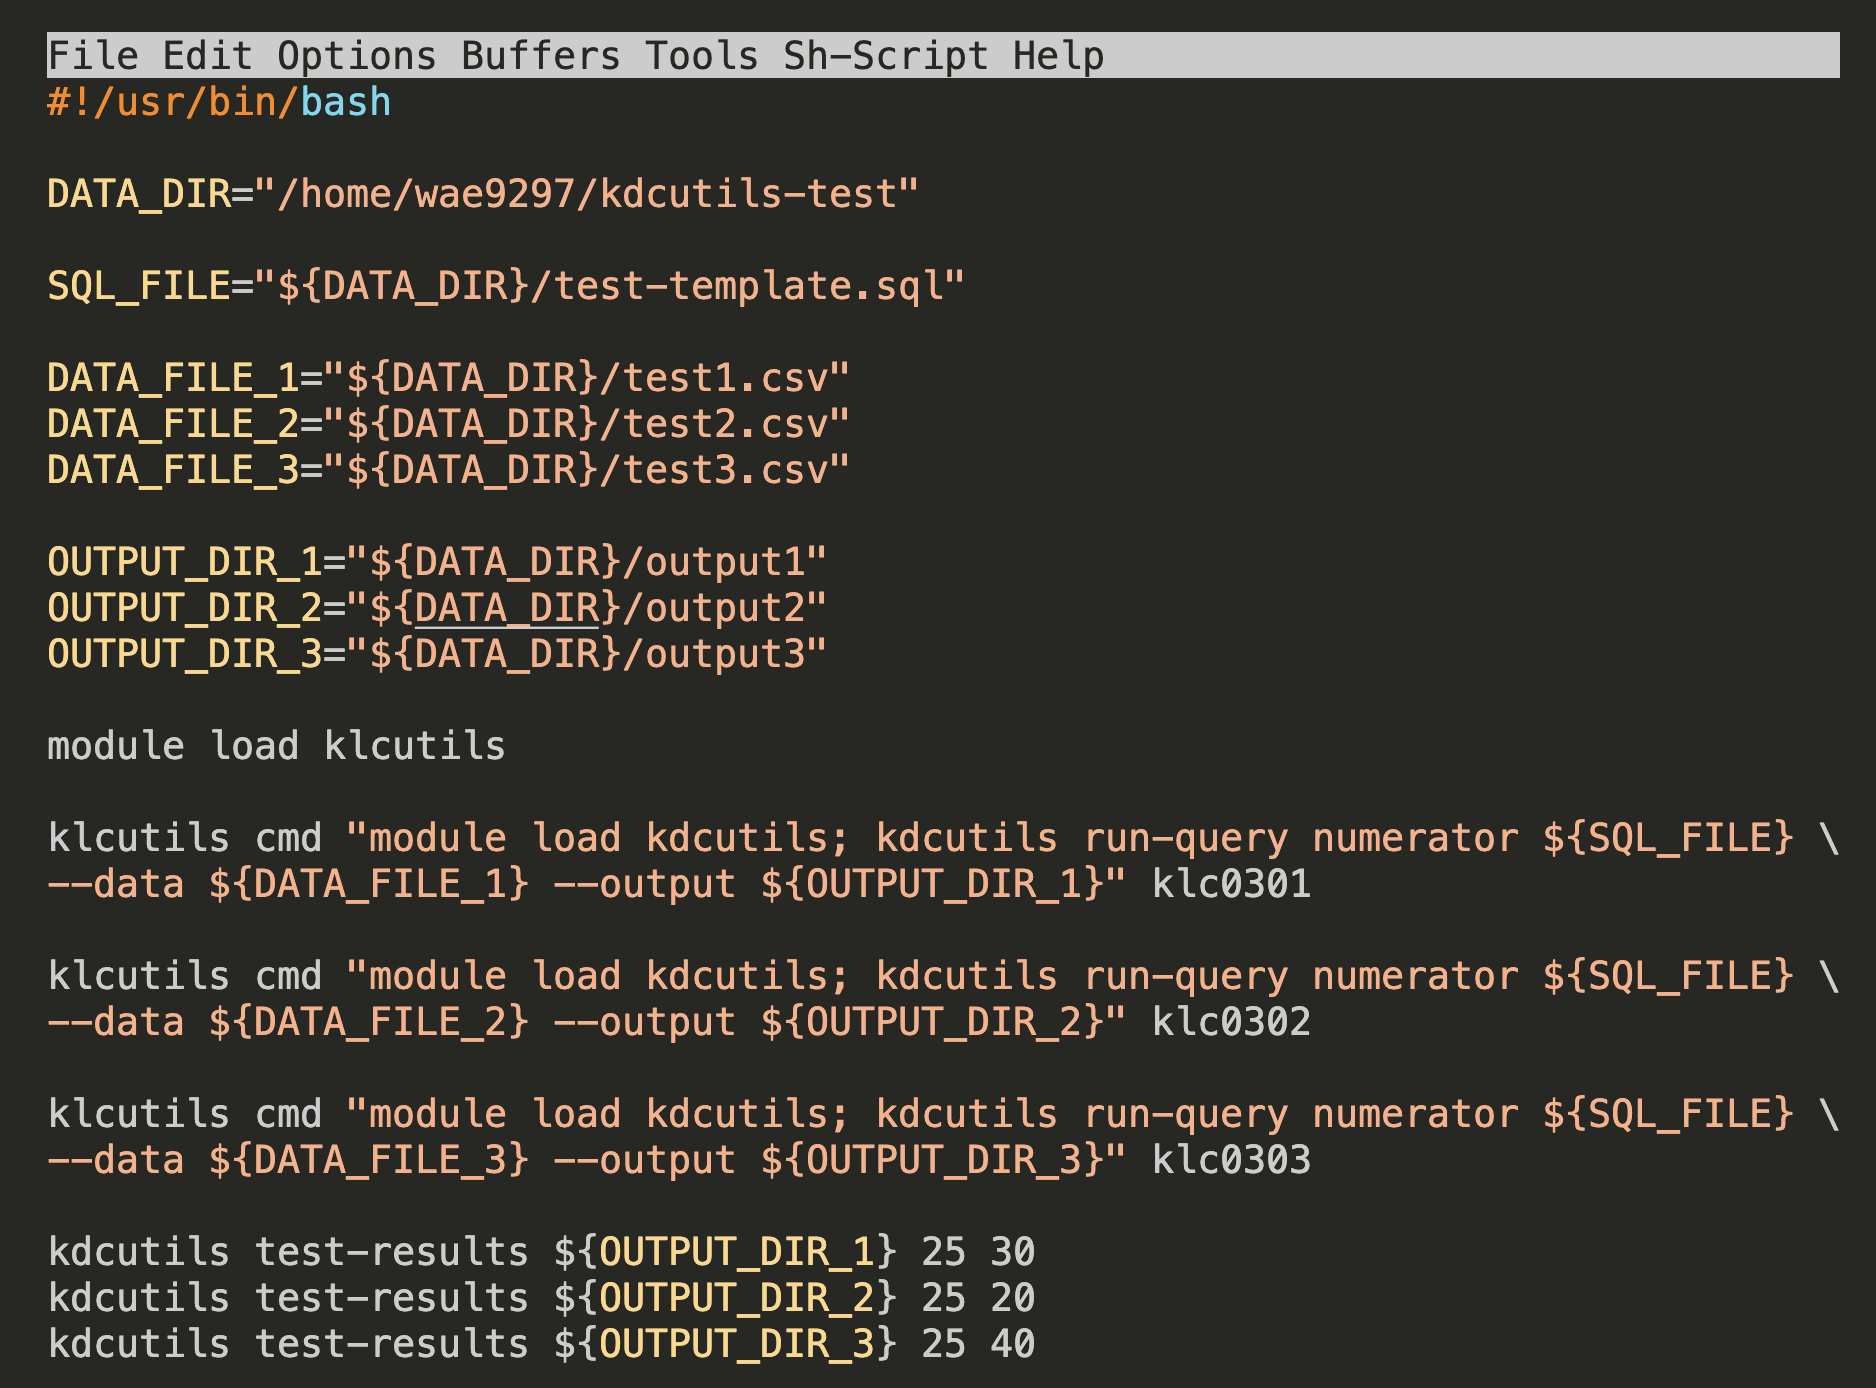 File Edit Options Buffers Tools Sh-Script Help
#!/usr/bin/bash
DATA_DIR="/home/wae9297/kdcutils-test"
SQL_FILE="${DATA_DIR}/test-template.sql"
DATA_FILE_1="${DATA_DIR}/test1.csv"
DATA_FILE_2="${DATA_DIR}/test2.csv"
DATA_FILE_3="${DATA_DIR}/test3.csv"
OUTPUT_DIR_1="${DATA_DIR}/output1"
OUTPUT_DIR_2="${DATA_DIR}/output2"
OUTPUT_DIR_3="${DATA_DIR}/output3"
module load klcutils
klcutils cmd "module load kdcutils; kdcutils run-query numerator ${SQL_FILE} \
--data ${DATA_FILE_1} --output ${OUTPUT_DIR_1}" klc0301
klcutils cmd "module load kdcutils; kdcutils run-query numerator ${SQL_FILE} \
--data ${DATA_FILE_2} --output ${OUTPUT_DIR_2}" klc0302
klcutils cmd "module load kdcutils; kdcutils run-query numerator ${SQL_FILE} \
--data ${DATA_FILE_3} --output ${OUTPUT_DIR_3}" klc0303
kdcutils test-results ${OUTPUT_DIR_1} 25 30
kdcutils test-results ${OUTPUT_DIR_2} 25 20
kdcutils test-results ${OUTPUT_DIR_3} 25 40